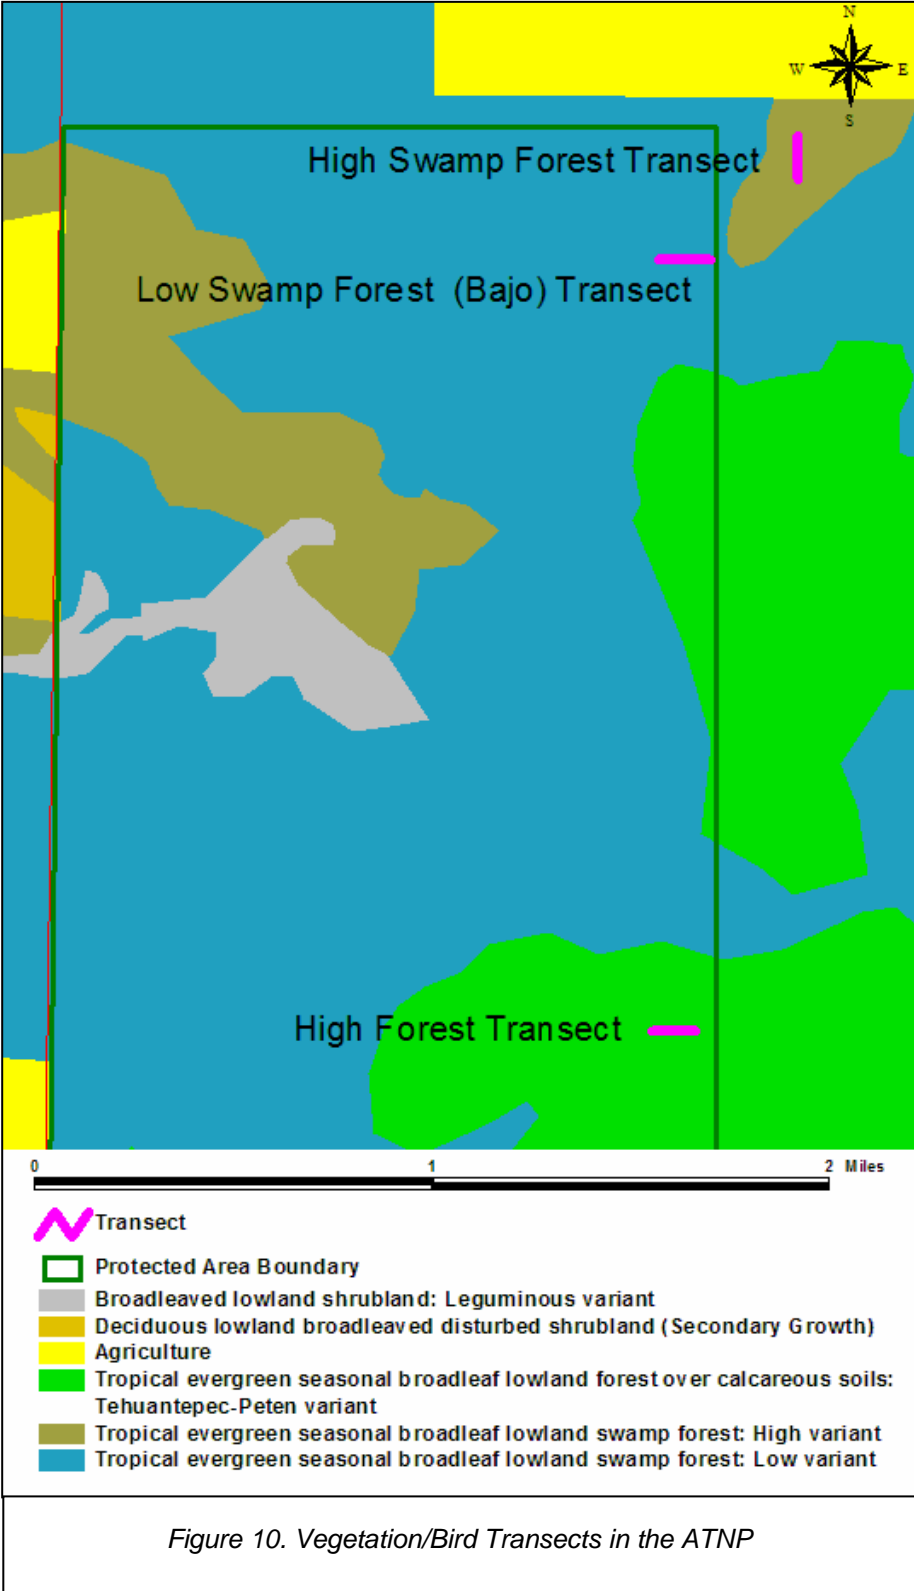 N
W E
S
High Swamp Forest Transect
Low Swamp Forest (Bajo) Transect
High Forest Transect
0 1 2 Miles
Transect
Protected Area Boundary
Broadleaved lowland shrubland: Leguminous variant
Deciduous lowland broadleaved disturbed shrubland (Secondary Growth)
Agriculture
Tropical evergreen seasonal broadleaf lowland forest over calcareous soils:
Tehuantepec-Peten variant
Tropical evergreen seasonal broadleaf lowland swamp forest: High variant
Tropical evergreen seasonal broadleaf lowland swamp forest: Low variant
Figure 10. Vegetation/Bird Transects in the ATNP